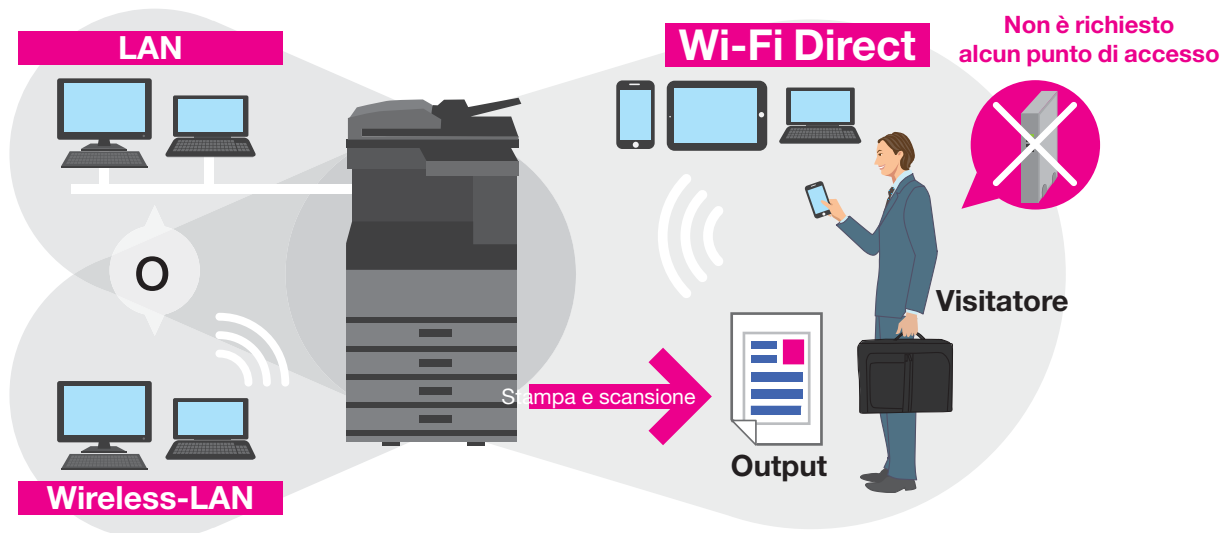 LAN
Wi-Fi Direct
Non è richiesto
alcun punto di accesso
O
Visitatore
Stampa e scansione
Output
Wireless-LAN